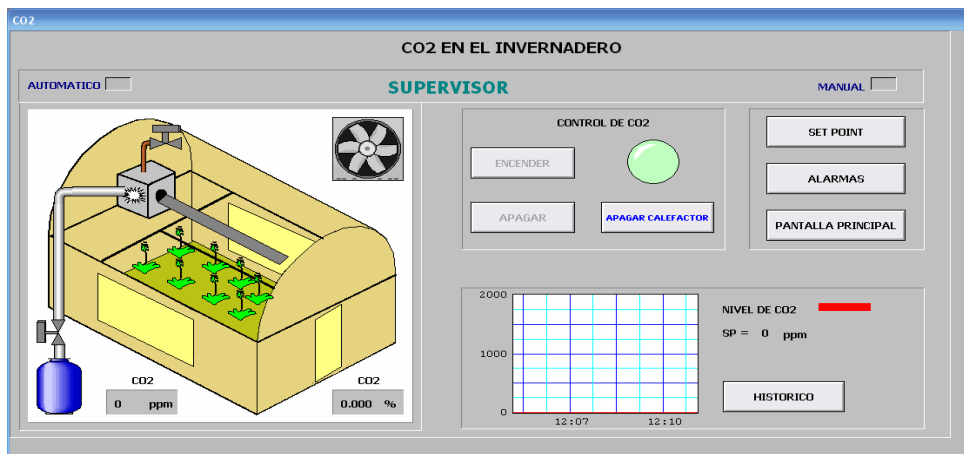 CO2
CO2 EN EL INVERNADERO
AUTOMATICO
SUPERVISOR
MANUAL
CONTROL DE CO2
ENCENDER
APAGAR
APAGAR CALEFACTOR
SET POINT
ALARMAS
PANTALLA PRINCIPAL
CO2
0 ppm
CO2
0.000 %
2000
1000
0
12:07 12:10
NIVEL DE CO2
SP = 0 ppm
HISTORICO